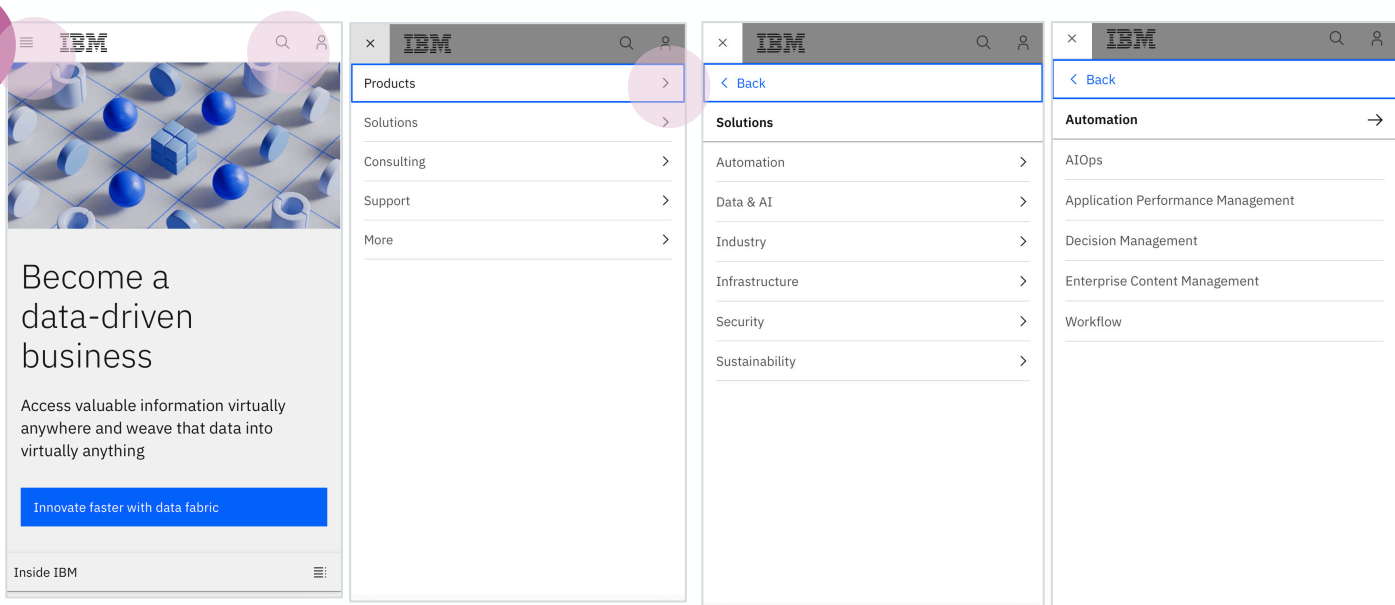 IBM
Become a
data-driven
business
Access valuable information virtually
anywhere and weave that data into
virtually anything
Innovate faster with data fabric
Inside IBM
IBM
Products
Solutions
Consulting
Support
More
IBM
Back
Solutions
Automation
Data & AI
Industry
Infrastructure
Security
Sustainability
IBM
Back
Automation
AIOps
Application Performance Management
Decision Management
Enterprise Content Management
Workflow